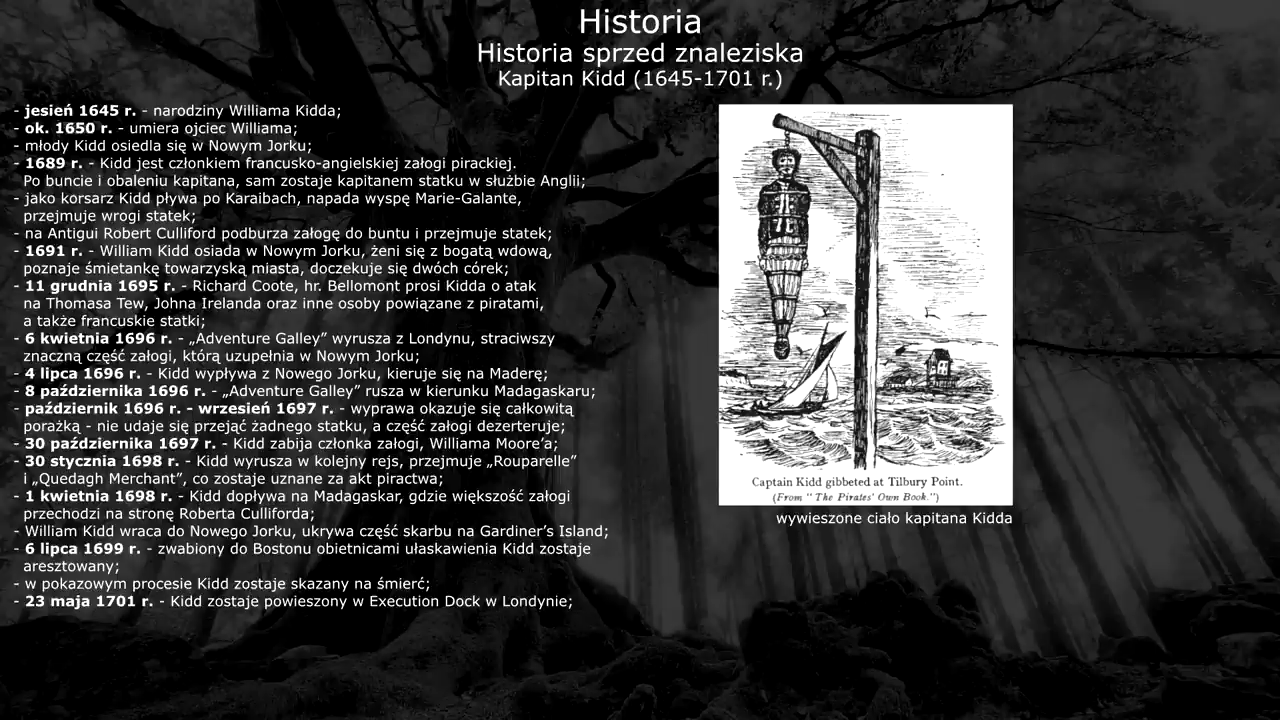 Historia
Historia sprzed znaleziska
Kapitan Kidd (1645-1701 r.)
- jesień 1645 r. - narodziny Williama Kidda;
- ok. 1650 r. - umiera ojciec Williama;
- młody Kidd osiedla się w Nowym Jorku;
- 1689 r. - Kidd jest członkiem francusko-angielskiej załogi pirackiej.
Po buncie i obaleniu kapitana, sam zostaje kapitanem statku w służbie Anglii;
jako korsarz Kidd pływa po Karaibach, napada na wyspę Marie-Galante,
przejmuje wrogi statek;
- na Antigui Robert Culliford
do
przejmuje statek;
- 1691 r. - William Kidd
w Nowym Jorku, żeni się z bogatą wdową,
poznaje śmietankę towarzyską miasta, doczekuje się dwóch córek;
- 11 grudnia 1695 r. -
hr. Bellomont prosi Kidda o atak
na Thomasa Tew, Johna Irelanda oraz inne osoby powiązane z piratami,
a także francuskie statki;
- 6 kwietnia 1696 r. - „Adventure Galley” wyrusza z Londynu, straciwszy
znaczną część załogi, którą uzupełnia w Nowym Jorku;
- 4 lipca 1696 r. - Kidd wypływa z Nowego Jorku, kieruje się na Maderę;
- 8 października 1696 r. - „Adventure Galley” rusza w kierunku Madagaskaru;
- październik 1696 r. - wrzesień 1697 r. - wyprawa okazuje się całkowitą
porażką - nie udaje się przejąć żadnego statku, a część załogi dezerteruje;
- 30 października 1697 r. - Kidd zabija członka załogi, Williama Moore’a;
- 30 stycznia 1698 r. - Kidd wyrusza w kolejny rejs, przejmuje „Rouparelle”
i „Quedagh Merchant”, co zostaje uznane za akt piractwa;
- 1 kwietnia 1698 r. - Kidd dopływa na Madagaskar, gdzie większość załogi
przechodzi na stronę Roberta Culliforda;
- William Kidd wraca do Nowego Jorku, ukrywa część skarbu na Gardiner’s Island;
- 6 lipca 1699 r. - zwabiony do Bostonu obietnicami ułaskawienia Kidd zostaje
aresztowany;
- w pokazowym procesie Kidd zostaje skazany na śmierć;
- 23 maja 1701 r. - Kidd zostaje powieszony w Execution Dock w Londynie;
Captain Kidd gibbeted at Tilbury Point.
(From “ The Pirates' Own Book.”)
wywieszone ciało kapitana Kidda